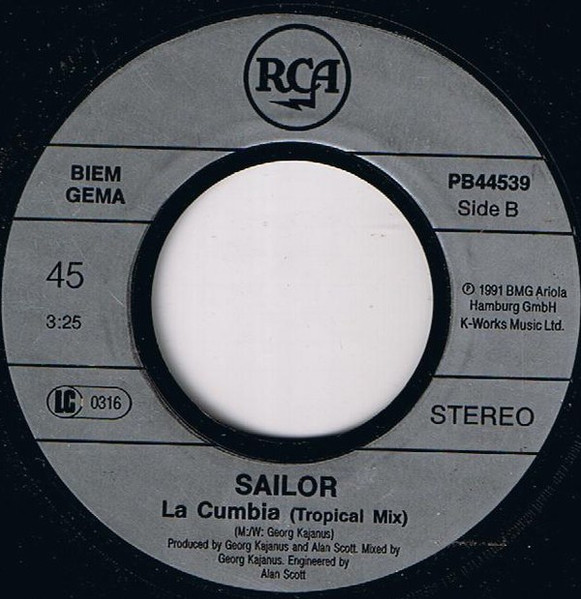 RCA
BIEM
GEMA
PB44539
Side B
45
3:25
℗ 1991 BMG Ariola
Hamburg GmbH
K-Works Music Ltd.
LC 0316
STEREO
SAILOR
La Cumbia (Tropical Mix)
(M:/W: Georg Kajanus)
Produced by Georg Kajanus and Alan Scott. Mixed by
Georg Kajanus. Engineered by
Alan Scott